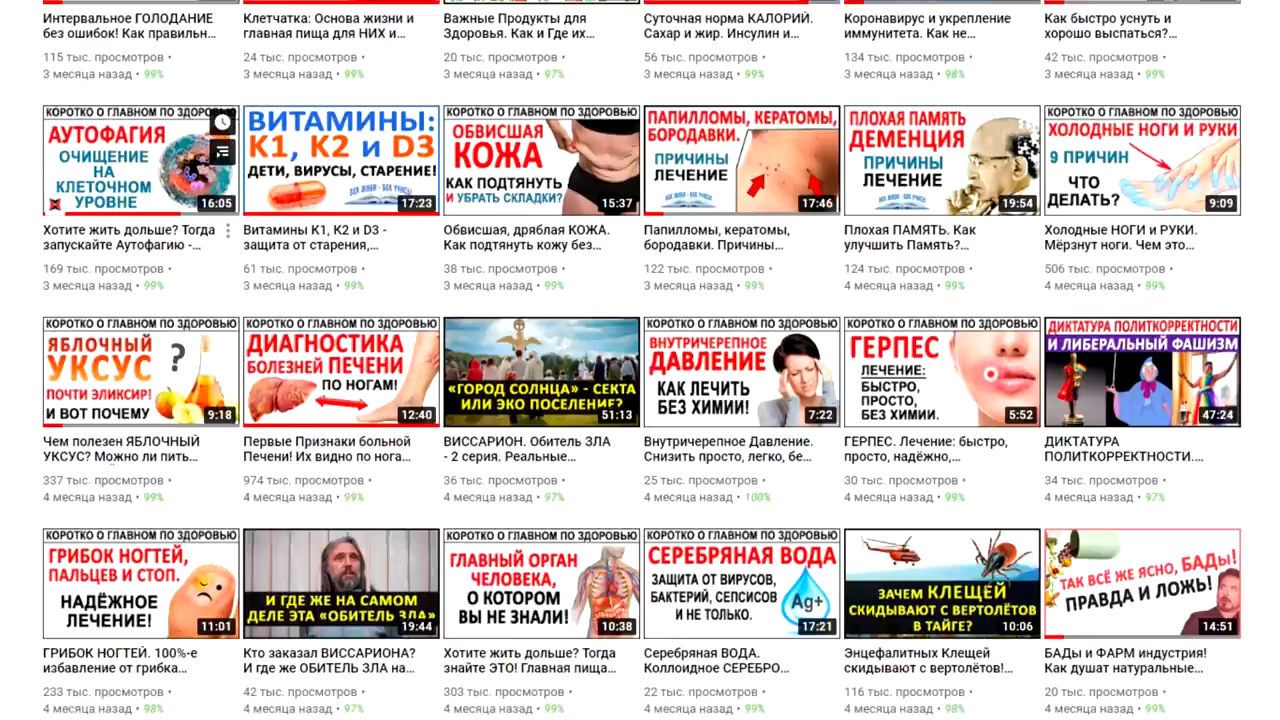 Интервальное ГОЛОДАНИЕ
без ошибок! Как правильн...
115 тыс. просмотров •
3 месяца назад • 99%
Клетчатка: Основа жизни и
главная пища для НИХ и...
24 тыс. просмотров •
3 месяца назад • 99%
Важные Продукты для
Здоровья. Как и Где их...
20 тыс. просмотров •
3 месяца назад • 97%
Суточная норма КАЛОРИЙ.
Сахар и жир. Инсулин и...
56 тыс. просмотров •
3 месяца назад • 99%
Коронавирус и укрепление
иммунитета. Как не...
134 тыс. просмотров •
3 месяца назад • 98%
Как быстро уснуть и
хорошо выспаться?...
42 тыс. просмотров •
3 месяца назад • 99%
КОРОТКО О ГЛАВНОМ ПО ЗДОРОВЬЮ
АУТОФАГИЯ
ОЧИЩЕНИЕ
НА
КЛЕТОЧНОМ
УРОВНЕ
16:05
Хотите жить дольше? Тогда
запускайте Аутофагию -...
169 тыс. просмотров •
3 месяца назад • 99%
ВИТАМИНЫ:
К1, К2 и D3
ДЕТИ, ВИРУСЫ, СТАРЕНИЕ!
ВЕК ЖИВИ - ВЕК УЧИСЬ!
17:23
Витамины К1, К2 и D3 -
защита от старения,...
61 тыс. просмотров •
3 месяца назад • 99%
КОРОТКО О ГЛАВНОМ ПО ЗДОРОВЬЮ
ОБВИСШАЯ
КОЖА
КАК ПОДТЯНУТЬ
И УБРАТЬ СКЛАДКИ?
15:37
Обвисшая, дряблая КОЖА.
Как подтянуть кожу без...
38 тыс. просмотров •
3 месяца назад • 99%
ПАПИЛЛОМЫ, КЕРАТОМЫ,
БОРОДАВКИ.
ПРИЧИНЫ
ЛЕЧЕНИЕ
ВЕК ЖИВИ - ВЕК УЧИСЬ!
17:46
Папилломы, кератомы,
бородавки. Причины...
122 тыс. просмотров •
3 месяца назад • 99%
ПЛОХАЯ ПАМЯТЬ
ДЕМЕНЦИЯ
ПРИЧИНЫ
ЛЕЧЕНИЕ
ВЕК ЖИВИ - ВЕК УЧИСЬ!
19:54
Плохая ПАМЯТЬ. Как
улучшить Память?...
124 тыс. просмотров •
4 месяца назад • 99%
КОРОТКО О ГЛАВНОМ ПО ЗДОРОВЬЮ
ХОЛОДНЫЕ НОГИ И РУКИ
9 ПРИЧИН
ЧТО
ДЕЛАТЬ?
9:09
Холодные НОГИ и РУКИ.
Мёрзнут ноги. Чем это...
506 тыс. просмотров •
4 месяца назад • 99%
КОРОТКО О ГЛАВНОМ ПО ЗДОРОВЬЮ
ЯБЛОЧНЫЙ
УКСУС ?
ПОЧТИ ЭЛИКСИР!
И ВОТ ПОЧЕМУ
9:18
Чем полезен ЯБЛОЧНЫЙ
УКСУС? Можно ли пить...
337 тыс. просмотров •
4 месяца назад • 99%
КОРОТКО О ГЛАВНОМ ПО ЗДОРОВЬЮ
ДИАГНОСТИКА
БОЛЕЗНЕЙ ПЕЧЕНИ
ПО НОГАМ!
12:40
Первые Признаки больной
Печени! Их видно по нога...
974 тыс. просмотров •
4 месяца назад • 99%
«ГОРОД СОЛНЦА» - СЕКТА
ИЛИ ЭКО ПОСЕЛЕНИЕ?
51:13
ВИССАРИОН. Обитель ЗЛА
- 2 серия. Реальные...
36 тыс. просмотров •
4 месяца назад • 97%
КОРОТКО О ГЛАВНОМ ПО ЗДОРОВЬЮ
ВНУТРИЧЕРЕПНОЕ
ДАВЛЕНИЕ
КАК ЛЕЧИТЬ
БЕЗ ХИМИИ!
7:22
Внутричерепное Давление.
Снизить просто, легко, бе...
25 тыс. просмотров •
4 месяца назад • 100%
КОРОТКО О ГЛАВНОМ ПО ЗДОРОВЬЮ
ГЕРПЕС
ЛЕЧЕНИЕ:
БЫСТРО,
ПРОСТО,
БЕЗ ХИМИИ.
5:52
ГЕРПЕС. Лечение: быстро,
просто, надёжно,...
30 тыс. просмотров •
4 месяца назад • 99%
ДИКТАТУРА ПОЛИТКОРРЕКТНОСТИ
И ЛИБЕРАЛЬНЫЙ ФАШИЗМ
47:24
ДИКТАТУРА
ПОЛИТКОРРЕКТНОСТИ....
34 тыс. просмотров •
4 месяца назад • 97%
КОРОТКО О ГЛАВНОМ ПО ЗДОРОВЬЮ
ГРИБОК НОГТЕЙ,
ПАЛЬЦЕВ И СТОП.
НАДЁЖНОЕ
ЛЕЧЕНИЕ!
11:01
ГРИБОК НОГТЕЙ. 100%-е
избавление от грибка...
233 тыс. просмотров •
4 месяца назад • 98%
И ГДЕ ЖЕ НА САМОМ
ДЕЛЕ ЭТА «ОБИТЕЛЬ ЗЛА»
19:44
Кто заказал ВИССАРИОНА?
И где же ОБИТЕЛЬ ЗЛА на...
42 тыс. просмотров •
4 месяца назад • 97%
КОРОТКО О ГЛАВНОМ ПО ЗДОРОВЬЮ
ГЛАВНЫЙ ОРГАН
ЧЕЛОВЕКА,
О КОТОРОМ
ВЫ НЕ ЗНАЛИ!
10:38
Хотите жить дольше? Тогда
знайте ЭТО! Главная пища...
303 тыс. просмотров •
4 месяца назад • 99%
КОРОТКО О ГЛАВНОМ ПО ЗДОРОВЬЮ
СЕРЕБРЯНАЯ ВОДА
ЗАЩИТА ОТ ВИРУСОВ,
БАКТЕРИЙ, СЕПСИСОВ
И НЕ ТОЛЬКО.
Ag+
17:21
Серебряная ВОДА.
Коллоидное СЕРЕБРО...
22 тыс. просмотров •
4 месяца назад • 99%
ЗАЧЕМ КЛЕЩЕЙ
СКИДЫВАЮТ С ВЕРТОЛЁТОВ
В ТАЙГЕ?
10:06
Энцефалитных Клещей
скидывают с вертолётов!...
116 тыс. просмотров •
4 месяца назад • 98%
ТАК ВСЁ ЖЕ ЯСНО, БАДы!
ПРАВДА И ЛОЖЬ!
14:51
БАДы и ФАРМ индустрия!
Как душат натуральные...
20 тыс. просмотров •
4 месяца назад • 99%